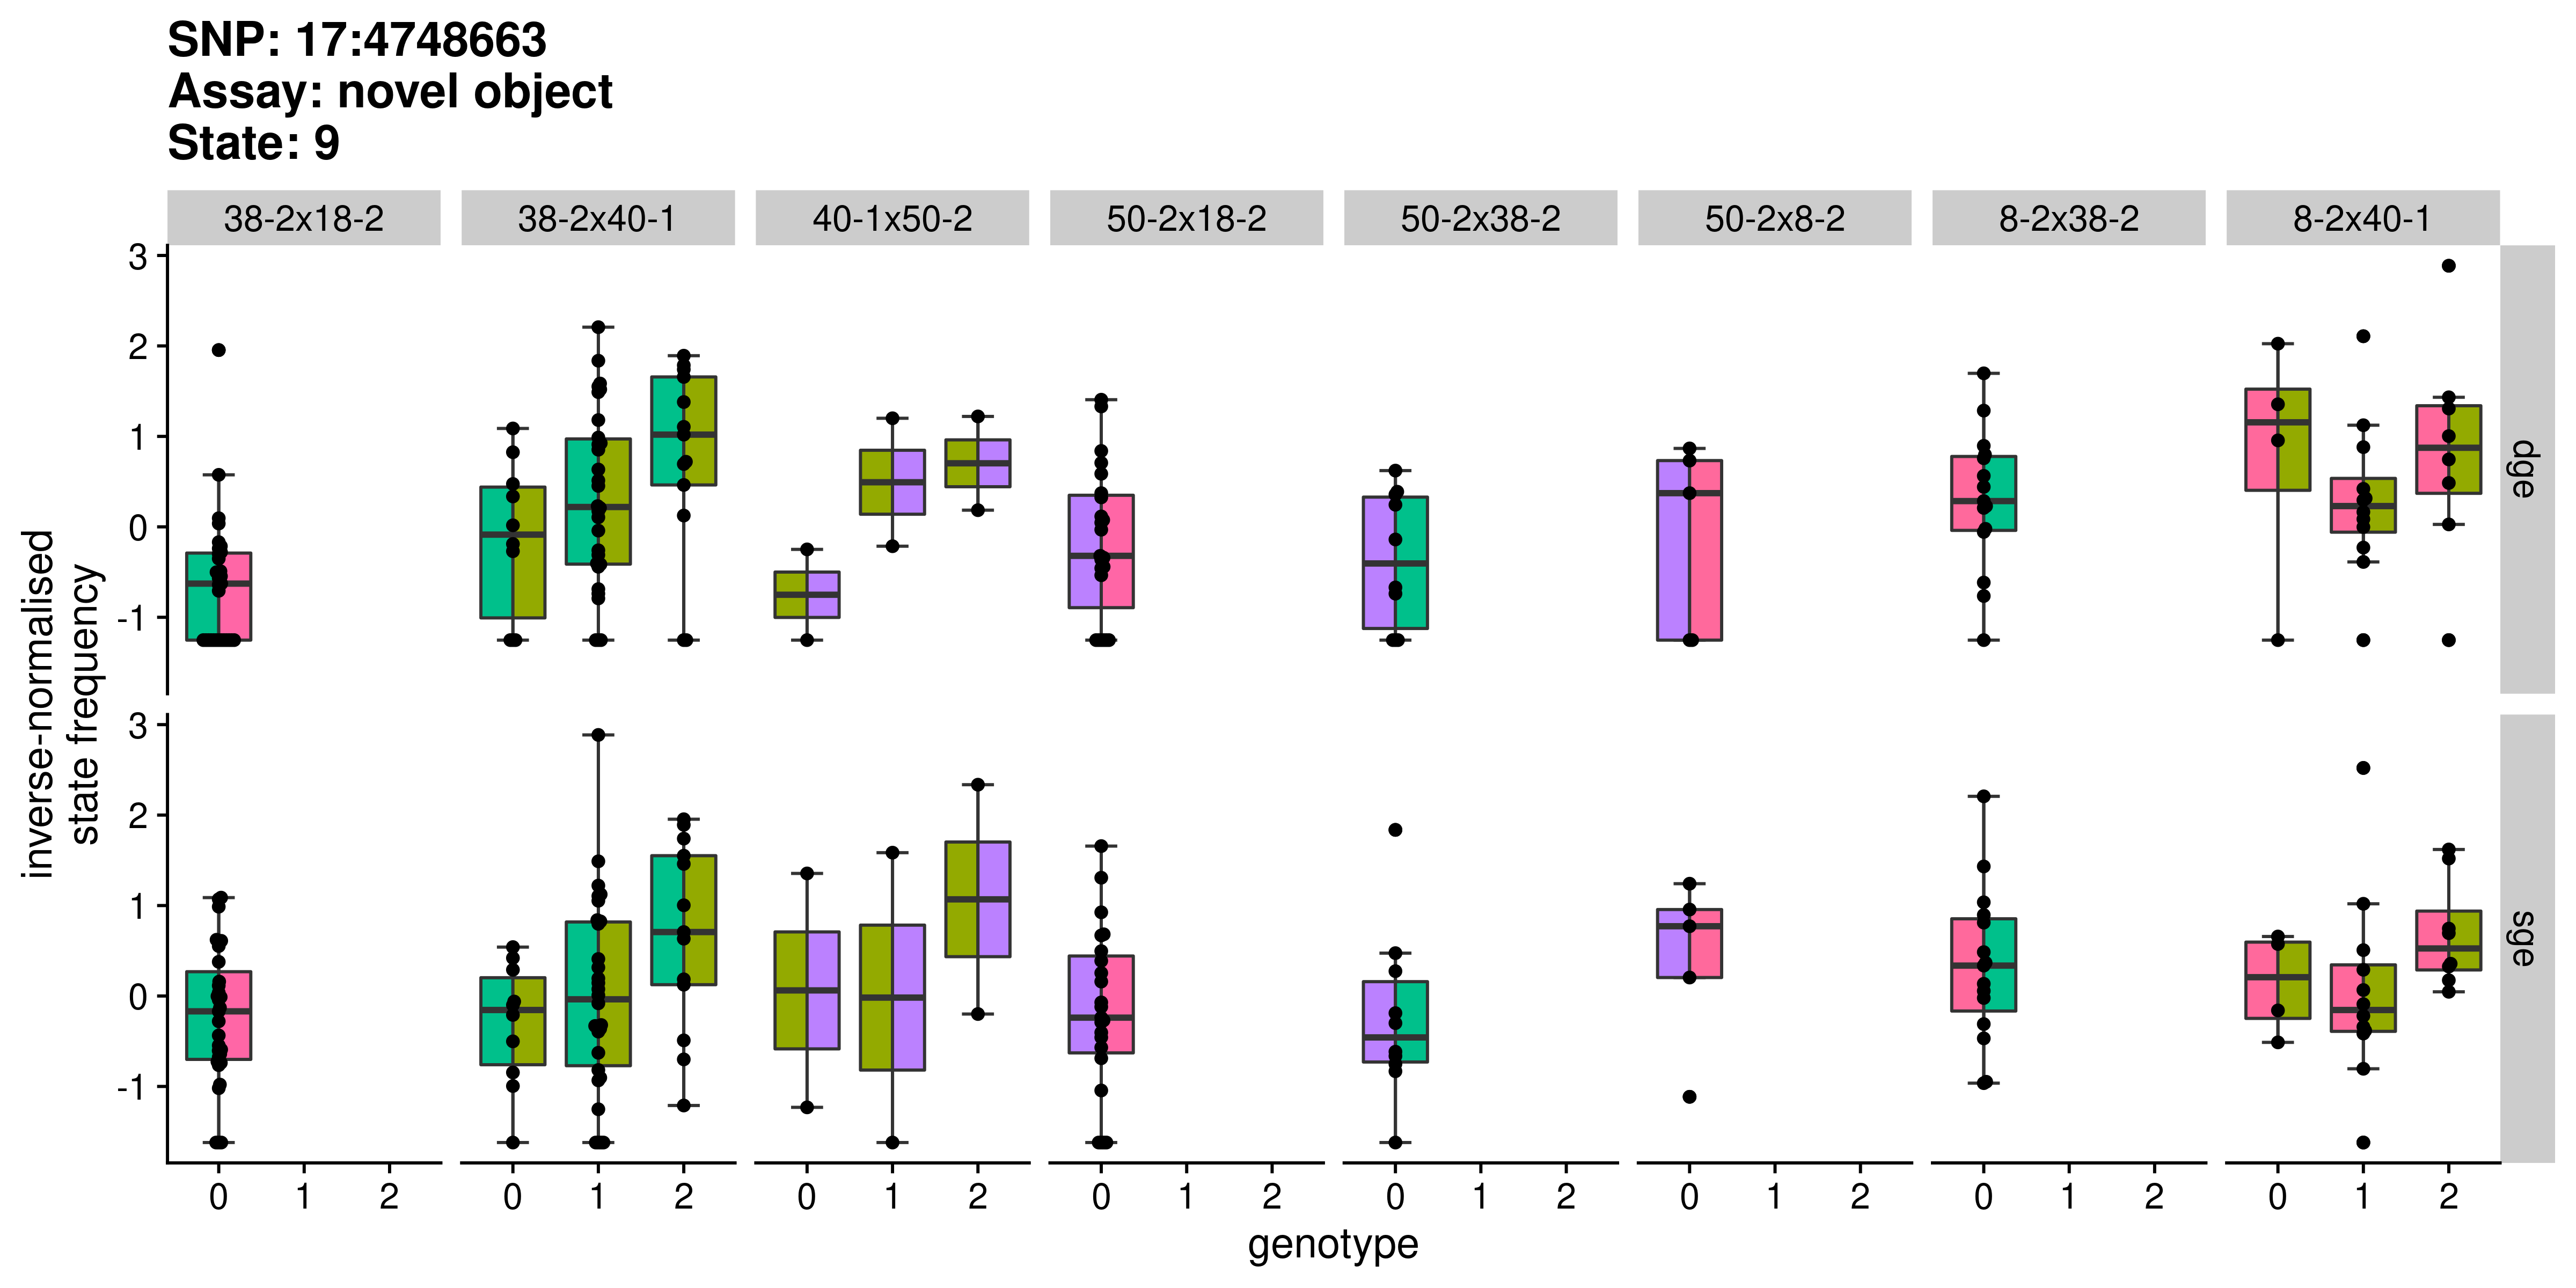 SNP: 17:4748663
Assay: novel object
State: 9
38-2x18-2
38-2x40-1
40-1x50-2
50-2x18-2
50-2x38-2
50-2x8-2
8-2x38-2
8-2x40-1
3
2
1
0
-1
dge
inverse-normalised
state frequency
3
2
1
0
-1
sge
0 1 2
0 1 2
0 1 2
0 1 2
0 1 2
0 1 2
0 1 2
0 1 2
genotype